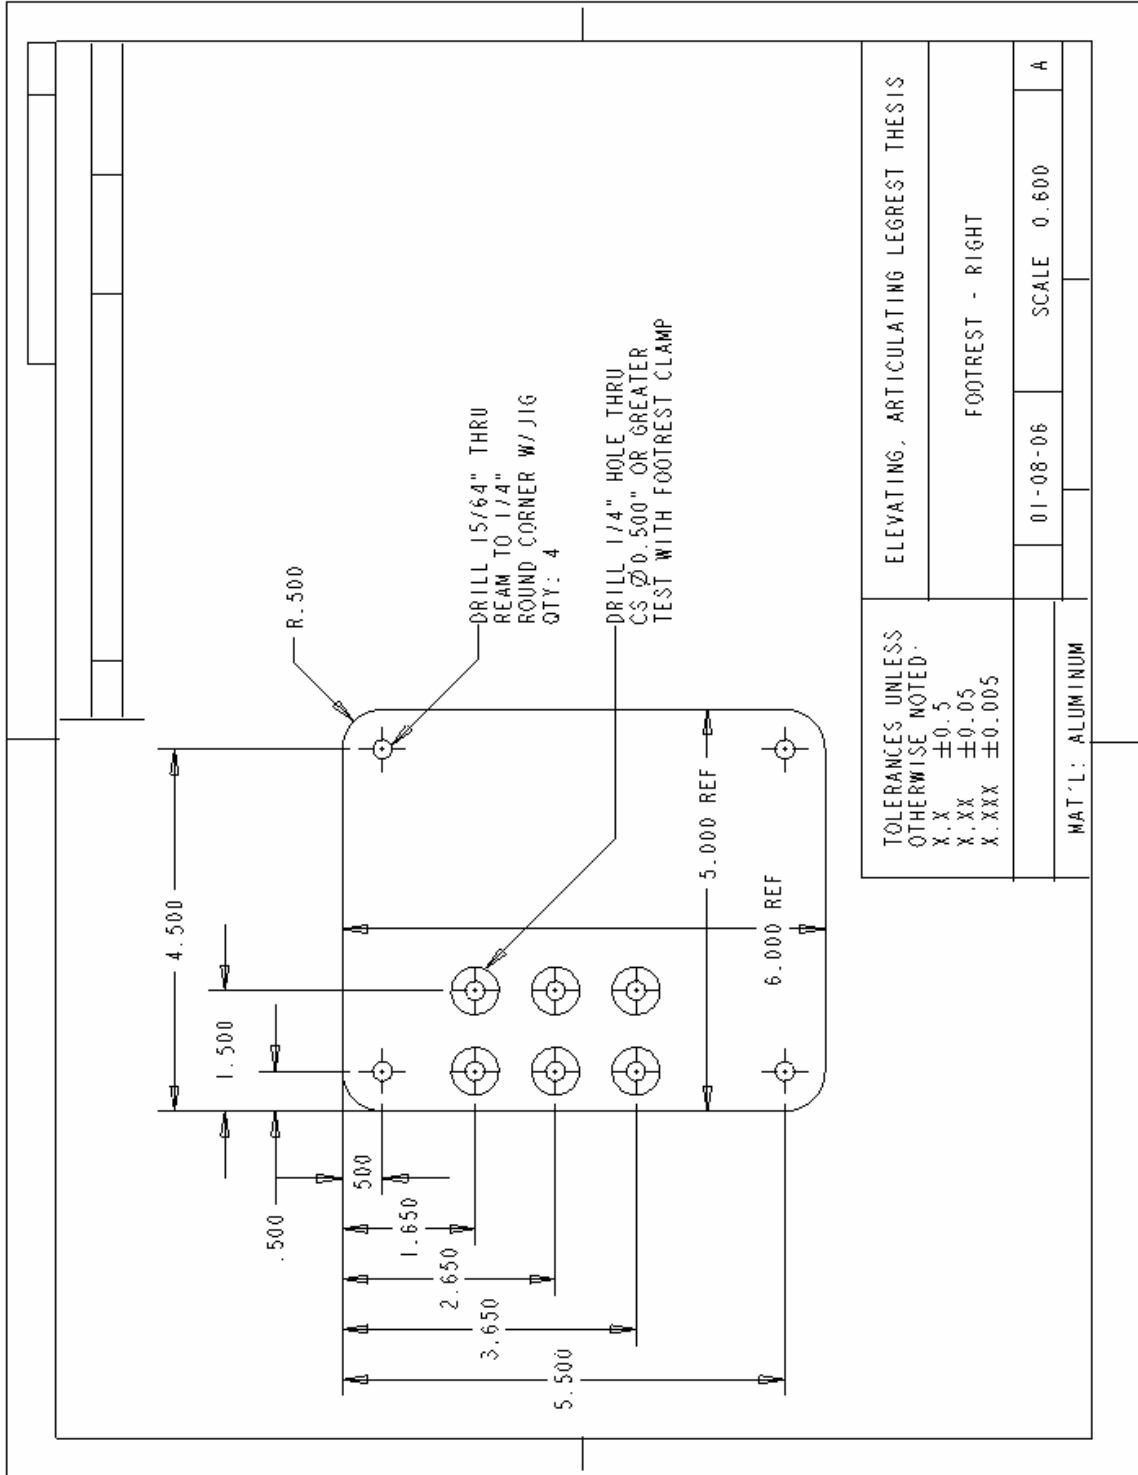 4.500
1.500
.500
500
1.650
2.650
3.650
5.500
R.500
DRILL 15/64" THRU
REAM TO 1/4"
ROUND CORNER W/JIG
QTY: 4
DRILL 1/4" HOLE THRU
CS Ø0.500" OR GREATER
TEST WITH FOOTREST CLAMP
5.000 REF
6.000 REF
TOLERANCES UNLESS
OTHERWISE NOTED:
X.X ±0.5
X.XX ±0.05
X.XXX ±0.005
MAT'L: ALUMINUM
ELEVATING, ARTICULATING LEGREST THESIS
FOOTREST - RIGHT
01-08-06 SCALE 0.600 A